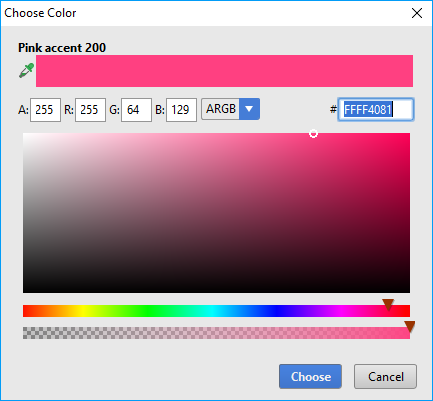 Choose Color
Pink accent 200
A: 255 R: 255 G: 64 B: 129 ARGB # FFFF4081
Choose Cancel